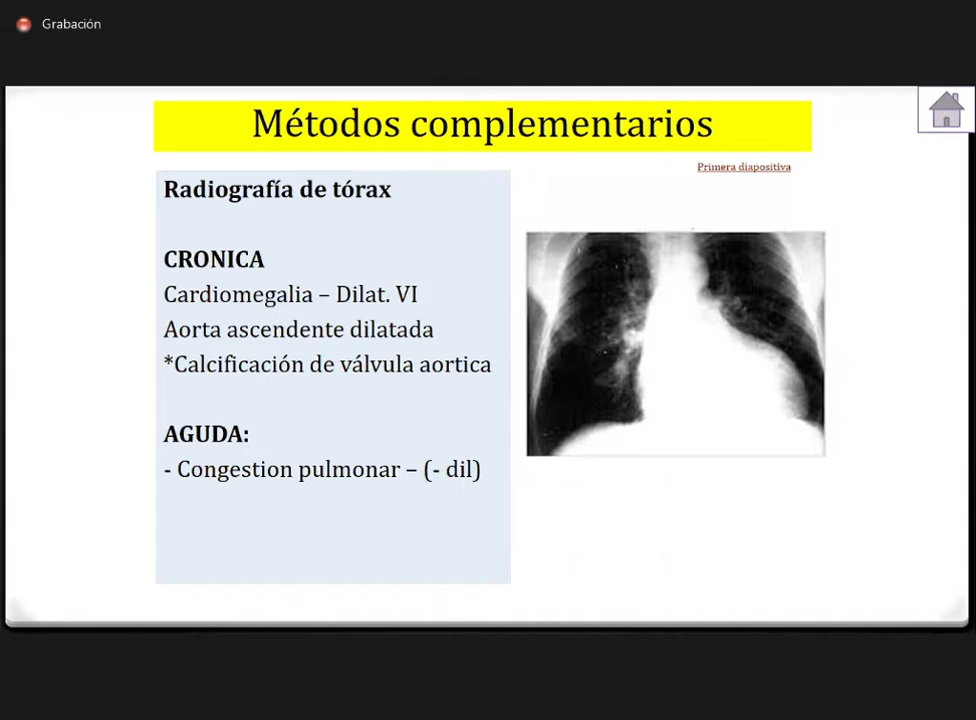 Grabación
Métodos complementarios
Primera diapositiva
Radiografía de tórax
CRONICA
Cardiomegalia – Dilat. VI
Aorta ascendente dilatada
*Calcificación de válvula aortica
AGUDA:
- Congestion pulmonar – (- dil)